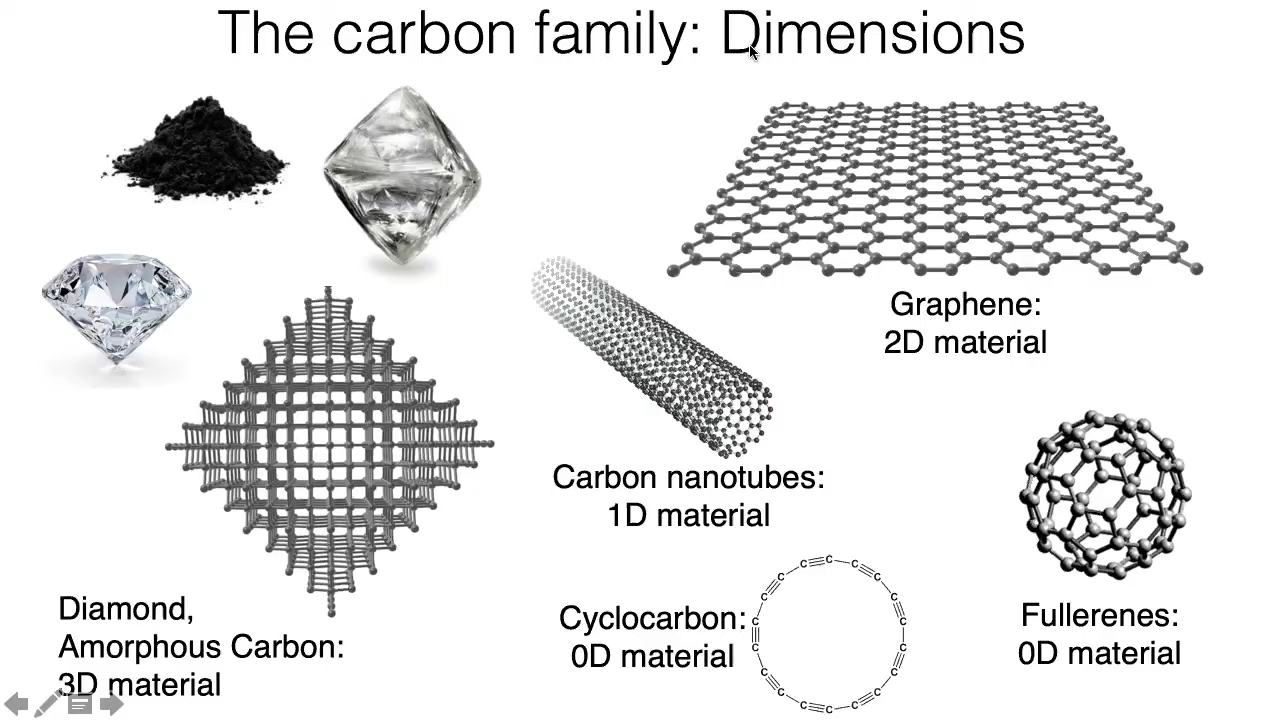 The carbon family: Dimensions
Graphene:
2D material
Carbon nanotubes:
1D material
Diamond,
Amorphous Carbon:
3D material
Cyclocarbon:
0D material
C C C C C C C C C C C C C C C C C C
Fullerenes:
0D material